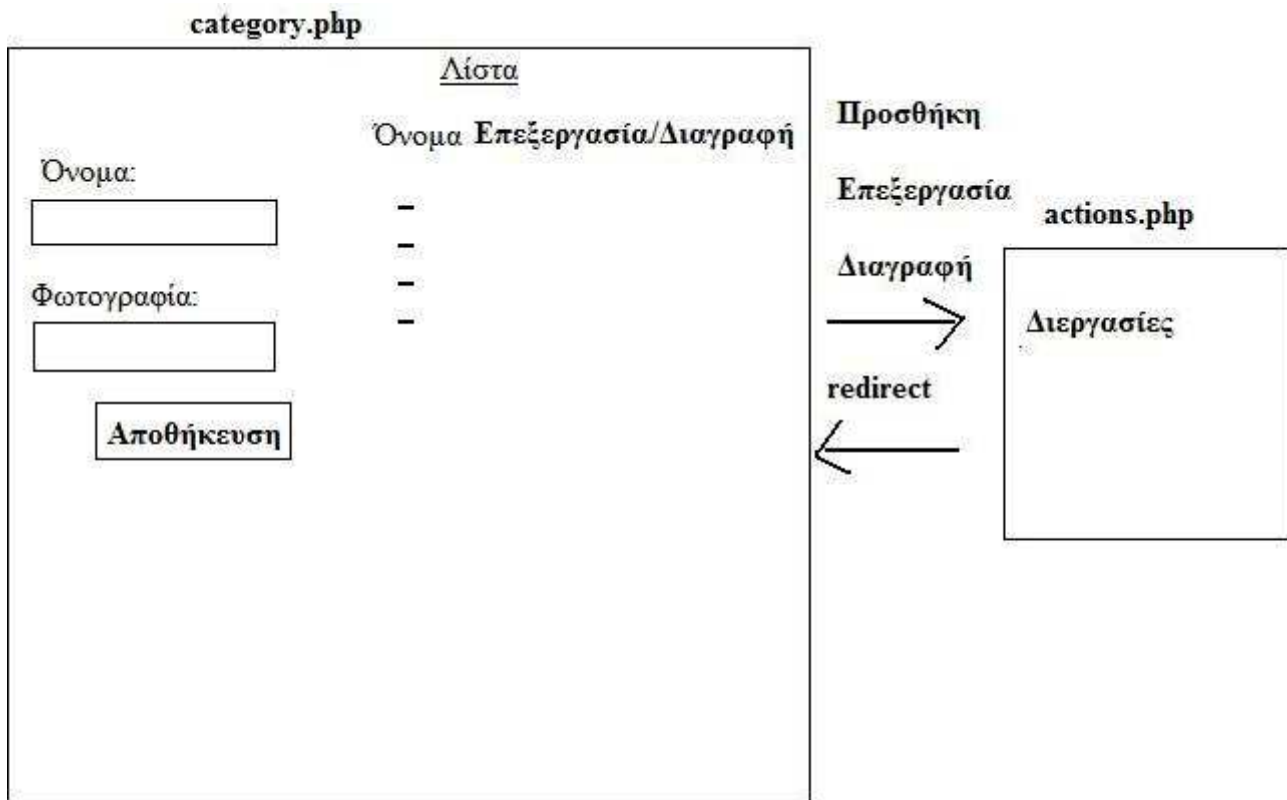 category.php
Λίστα
Όνομα Επεξεργασία/Διαγραφή
Όνομα:
Φωτογραφία:
Αποθήκευση
Προσθήκη
Επεξεργασία
Διαγραφή
redirect
actions.php
Διεργασίες